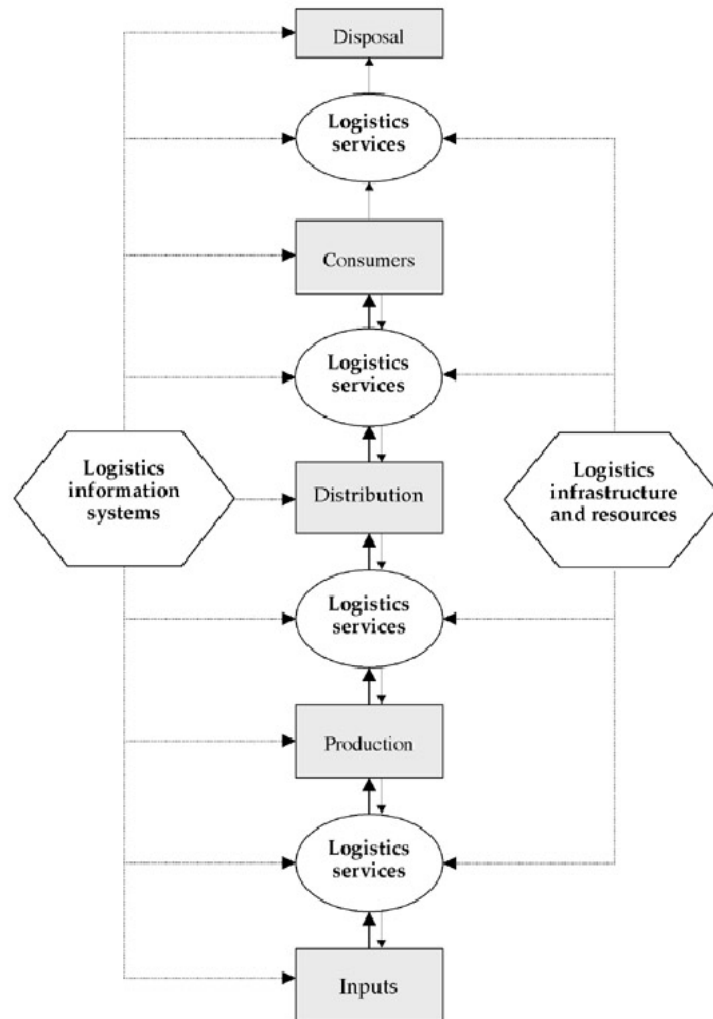 Disposal
Logistics
services
Consumers
Logistics
services
Logistics
information
systems
Distribution
Logistics
infrastructure
and resources
Logistics
services
Production
Logistics
services
Inputs